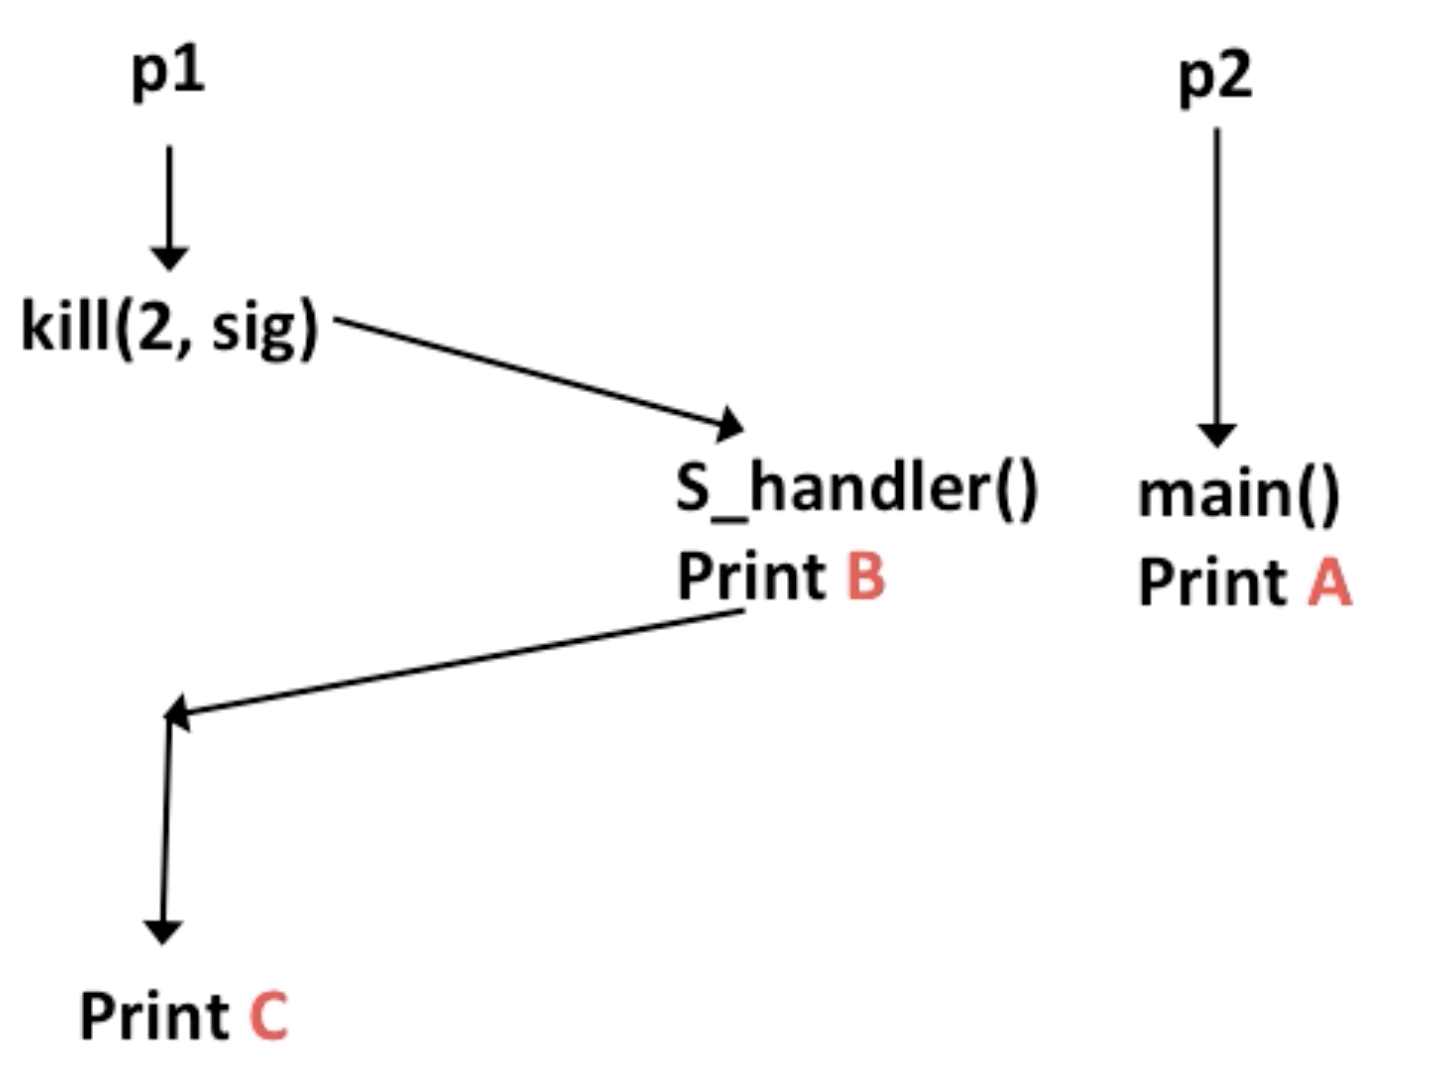 p1
p2
kill(2, sig)
S_handler()
Print B
main()
Print A
Print C